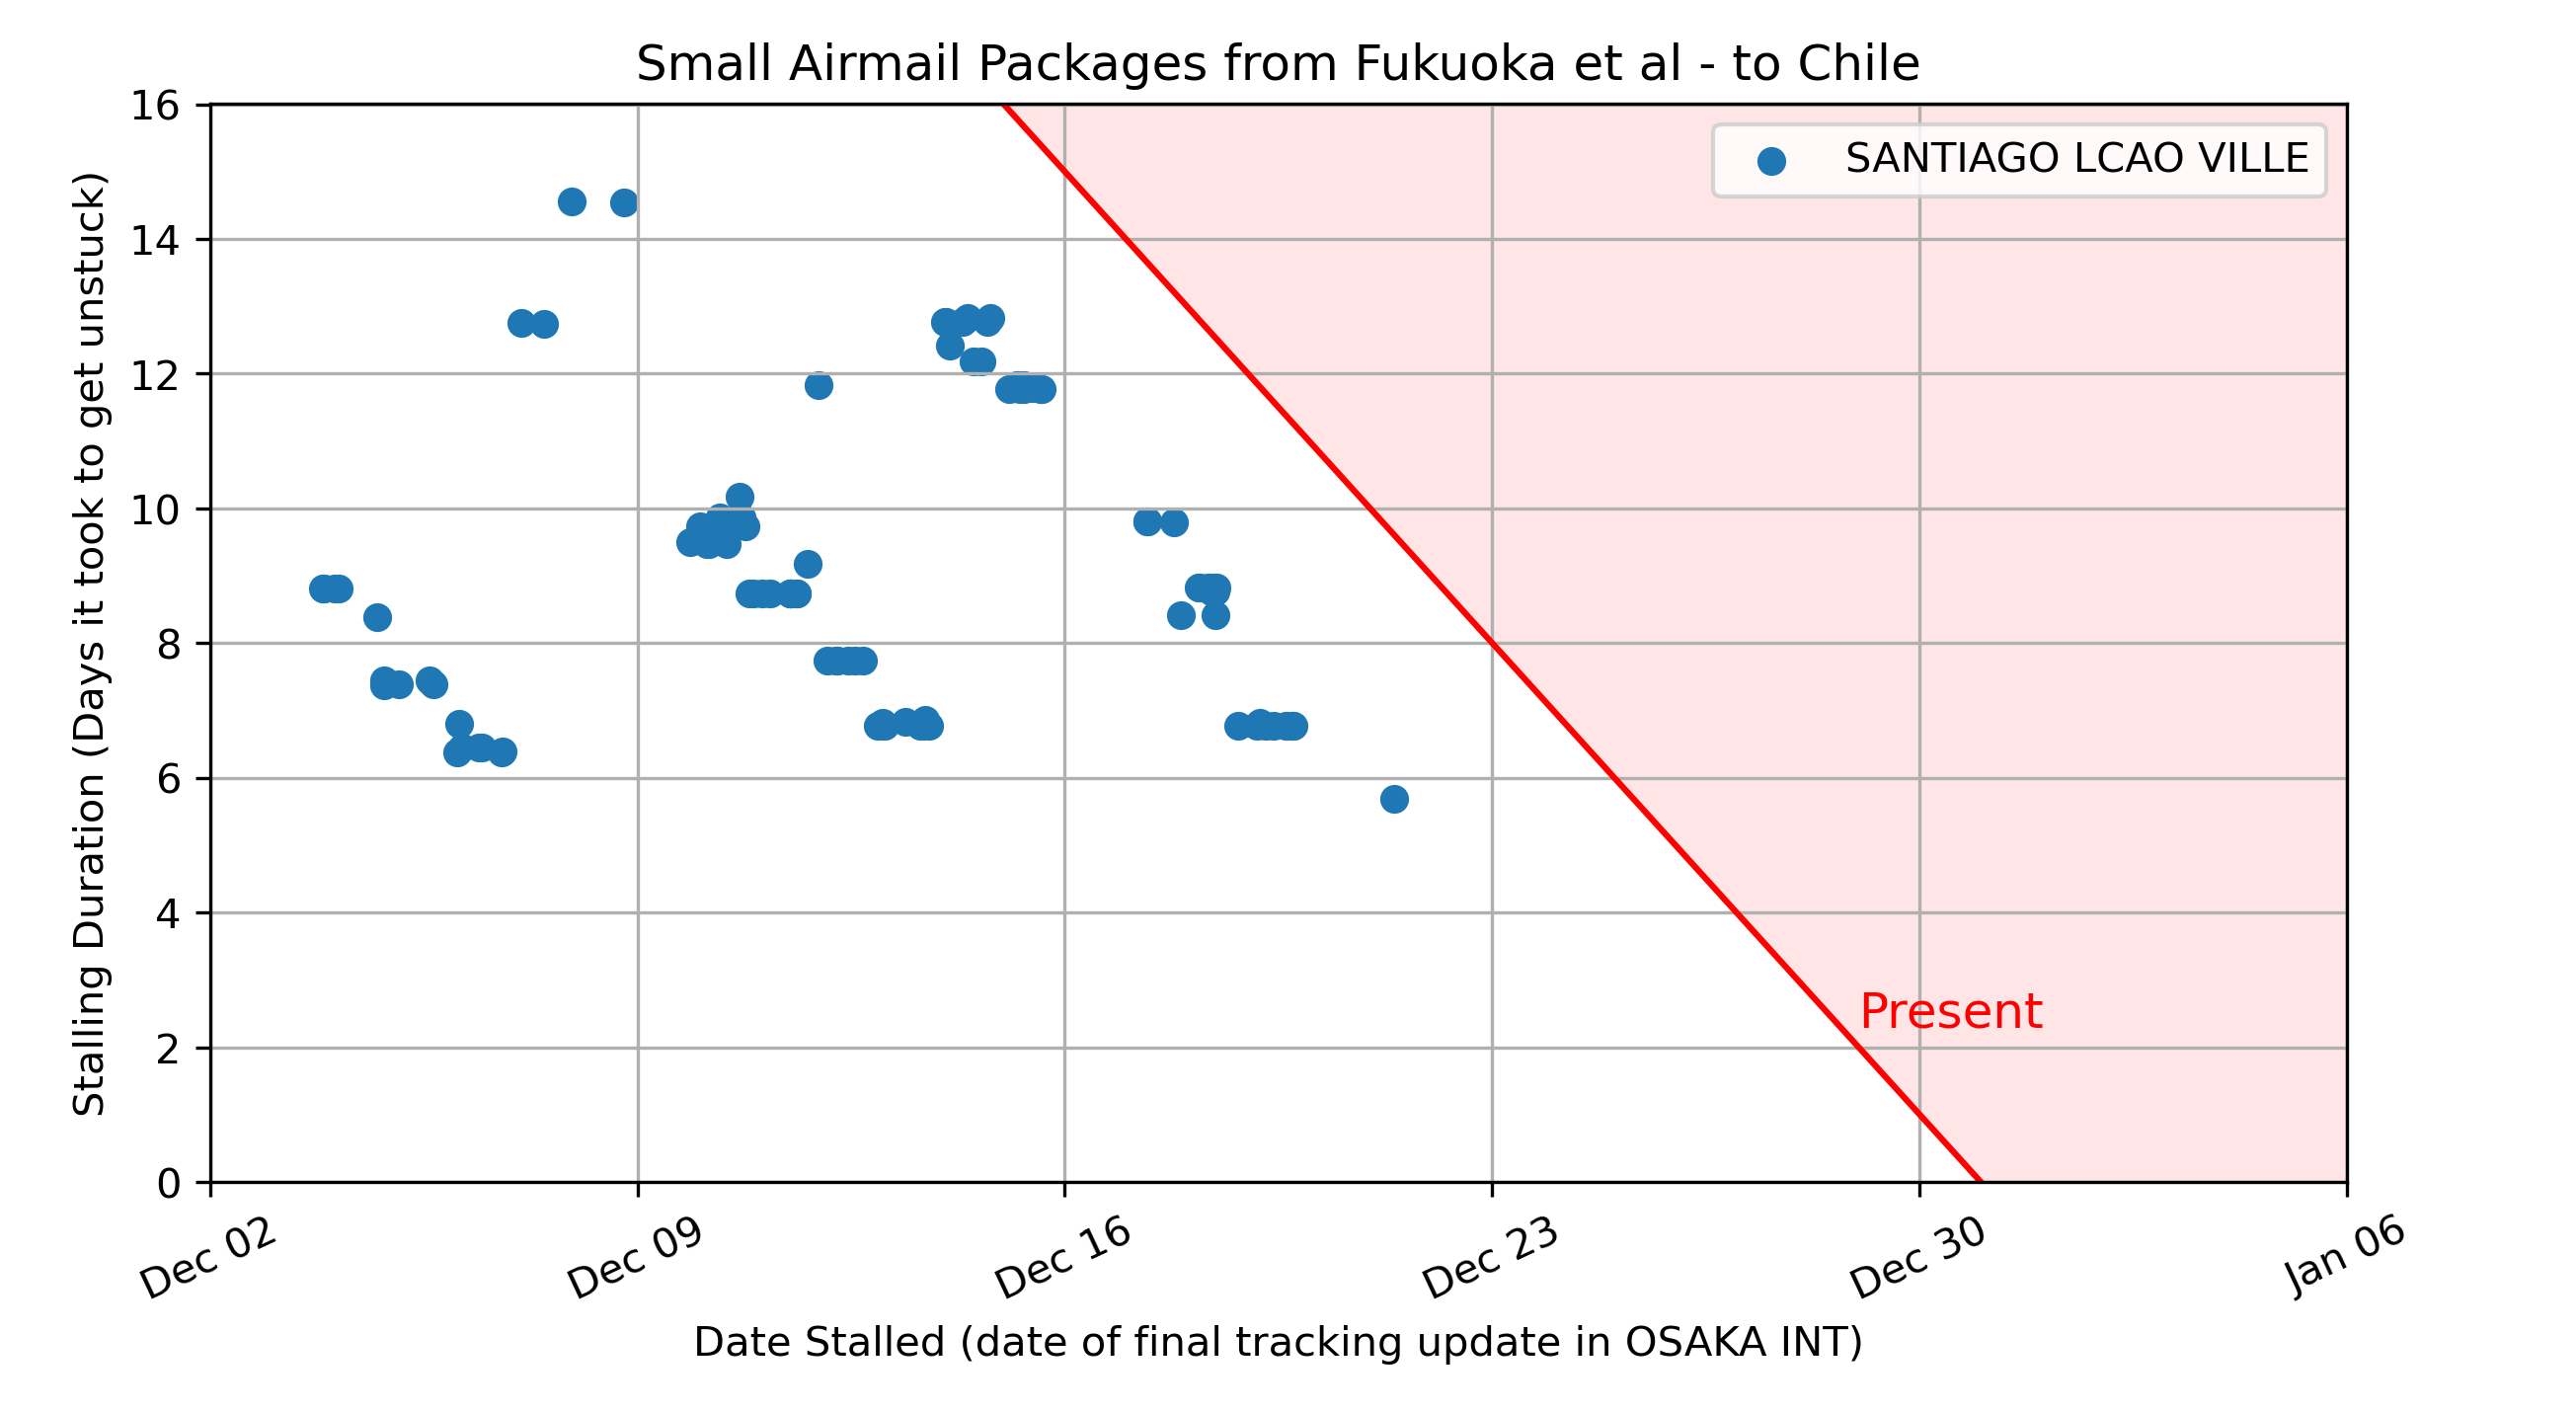 Small Airmail Packages from Fukuoka et al - to Chile
SANTIAGO LCAO VILLE
Stalling Duration (Days it took to get unstuck)
16
14
12
10
8
6
4
2
0
Present
Dec 02
Dec 09
Dec 16
Dec 23
Dec 30
Jan 06
Date Stalled (date of final tracking update in OSAKA INT)